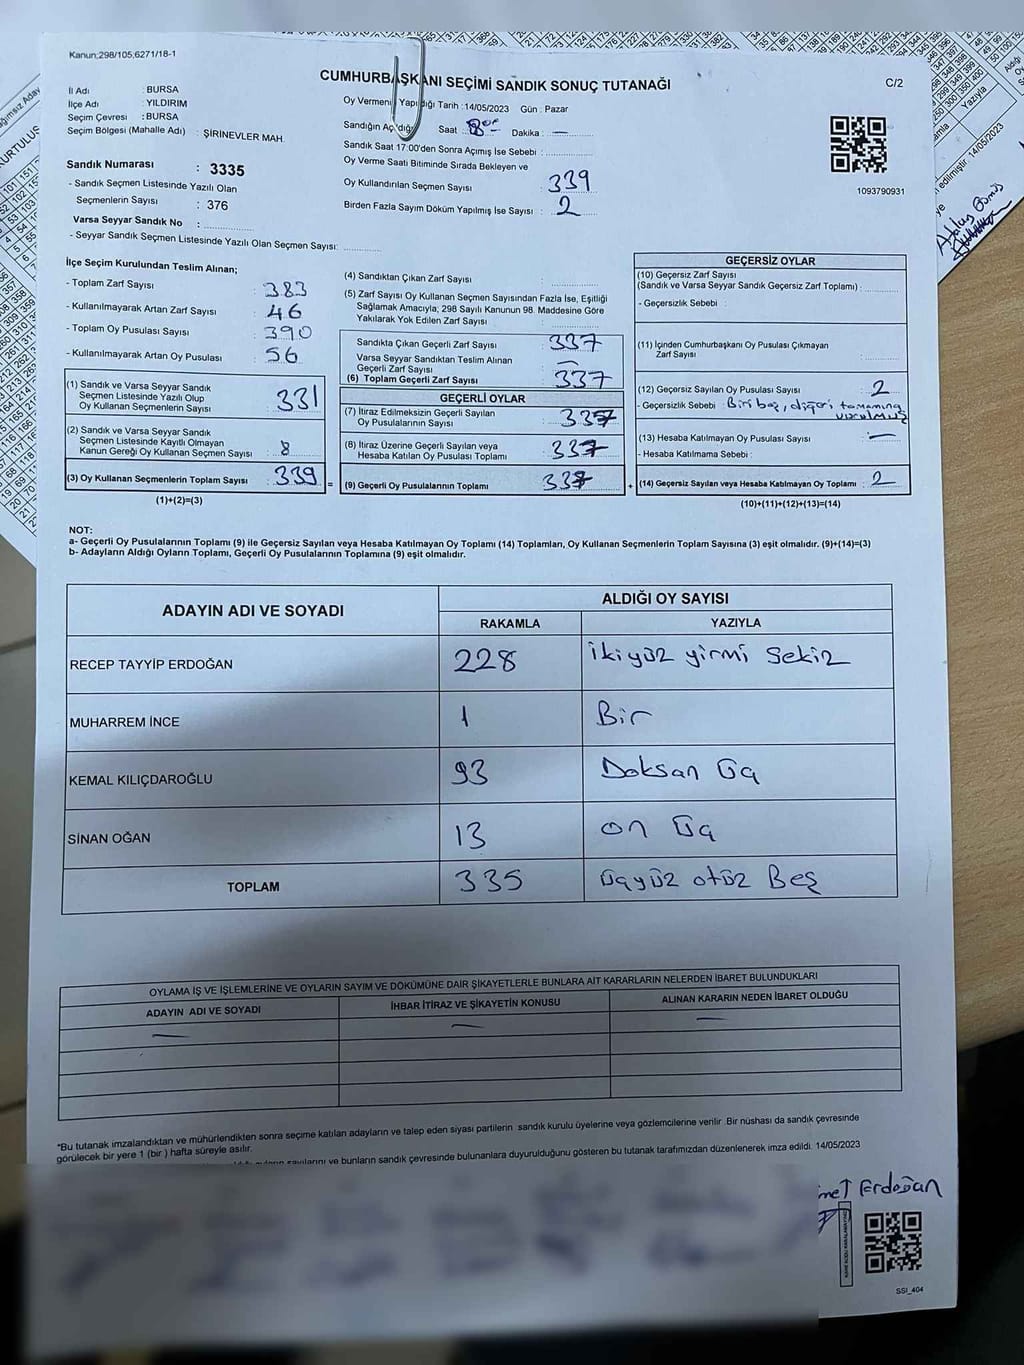 Kanun:298/105;6271/18-1
CUMHURBAŞKANI SEÇİMİ SANDIK SONUÇ TUTANAĞI
C/2
İl Adı : BURSA
İlçe Adı : YILDIRIM
Seçim Çevresi : BURSA
Seçim Bölgesi (Mahalle Adı) : ŞİRİNEVLER MAH.
Oy Vermenin Yapıldığı Tarih :14/05/2023 Gün : Pazar
Sandığın Açıldığı Saat : 8°° Dakika : —
Sandık Saat 17:00'den Sonra Açılmış İse Sebebi :
Oy Verme Saati Bitiminde Sırada Bekleyen ve
Oy Kullandırılan Seçmen Sayısı : 339
Birden Fazla Sayım Döküm Yapılmış İse Sayısı : 2
1093790931
Sandık Numarası : 3335
- Sandık Seçmen Listesinde Yazılı Olan
Seçmenlerin Sayısı : 376
Varsa Seyyar Sandık No :
- Seyyar Sandık Seçmen Listesinde Yazılı Olan Seçmen Sayısı:
İlçe Seçim Kurulundan Teslim Alınan;
- Toplam Zarf Sayısı : 383
- Kullanılmayarak Artan Zarf Sayısı : 46
- Toplam Oy Pusulası Sayısı : 390
- Kullanılmayarak Artan Oy Pusulası : 56
(1) Sandık ve Varsa Seyyar Sandık
Seçmen Listesinde Yazılı Olup
Oy Kullanan Seçmenlerin Sayısı : 331
(2) Sandık ve Varsa Seyyar Sandık
Seçmen Listesinde Kayıtlı Olmayan
Kanun Gereği Oy Kullanan Seçmen Sayısı : 8
(3) Oy Kullanan Seçmenlerin Toplam Sayısı : 339
(1)+(2)=(3)
=
(4) Sandıktan Çıkan Zarf Sayısı :
(5) Zarf Sayısı Oy Kullanan Seçmen Sayısından Fazla İse, Eşitliği
Sağlamak Amacıyla; 298 Sayılı Kanunun 98. Maddesine Göre
Yakılarak Yok Edilen Zarf Sayısı :
Sandıkta Çıkan Geçerli Zarf Sayısı : 337
Varsa Seyyar Sandıktan Teslim Alınan
Geçerli Zarf Sayısı : —
(6) Toplam Geçerli Zarf Sayısı : 337
GEÇERLİ OYLAR
(7) İtiraz Edilmeksizin Geçerli Sayılan
Oy Pusulalarının Sayısı : 337
(8) İtiraz Üzerine Geçerli Sayılan veya
Hesaba Katılan Oy Pusulaları Toplamı : 337
(9) Geçerli Oy Pusulalarının Toplamı : 337
+
GEÇERSİZ OYLAR
(10) Geçersiz Zarf Sayısı
(Sandık ve Varsa Seyyar Sandık Geçersiz Zarf Toplamı) :
- Geçersizlik Sebebi :
(11) İçinden Cumhurbaşkanı Oy Pusulası Çıkmayan
Zarf Sayısı :
(12) Geçersiz Sayılan Oy Pusulası Sayısı : 2
- Geçersizlik Sebebi : Biri boş, diğeri tamamına
vurulmuş
(13) Hesaba Katılmayan Oy Pusulası Sayısı : —
- Hesaba Katılmama Sebebi :
(14) Geçersiz Sayılan veya Hesaba Katılmayan Oy Toplamı : 2
(10)+(11)+(12)+(13)=(14)
NOT:
a- Geçerli Oy Pusulalarının Toplamı (9) ile Geçersiz Sayılan veya Hesaba Katılmayan Oy Toplamı (14) Toplamları, Oy Kullanan Seçmenlerin Toplam Sayısına (3) eşit olmalıdır. (9)+(14)=(3)
b- Adayların Aldığı Oyların Toplamı, Geçerli Oy Pusulalarının Toplamına (9) eşit olmalıdır.
ADAYIN ADI VE SOYADI
ALDIĞI OY SAYISI
RAKAMLA YAZIYLA
RECEP TAYYİP ERDOĞAN 228 ikiyüz yirmi sekiz
MUHARREM İNCE 1 Bir
KEMAL KILIÇDAROĞLU 93 Doksan üç
SİNAN OĞAN 13 on üç
TOPLAM 335 üçyüz otuz Beş
OYLAMA İŞ VE İŞLEMLERİNE VE OYLARIN SAYIM VE DÖKÜMÜNE DAİR ŞİKAYETLERLE BUNLARA AİT KARARLARIN NELERDEN İBARET BULUNDUKLARI
ADAYIN ADI VE SOYADI İHBAR İTİRAZ VE ŞİKAYETİN KONUSU ALINAN KARARIN NEDEN İBARET OLDUĞU
— — —
*Bu tutanak imzalandıktan ve mühürlendikten sonra seçime katılan adayların ve talep eden siyasi partilerin sandık kurulu üyelerine veya gözlemcilerine verilir. Bir nüshası da sandık çevresinde
görülecek bir yere 1 (bir ) hafta süreyle asılır.
sayılarını ve bunların sandık çevresinde bulunanlara duyurulduğunu gösteren bu tutanak tarafımızdan düzenlenerek imza edildi. 14/05/2023
met Erdoğan
SSI_404